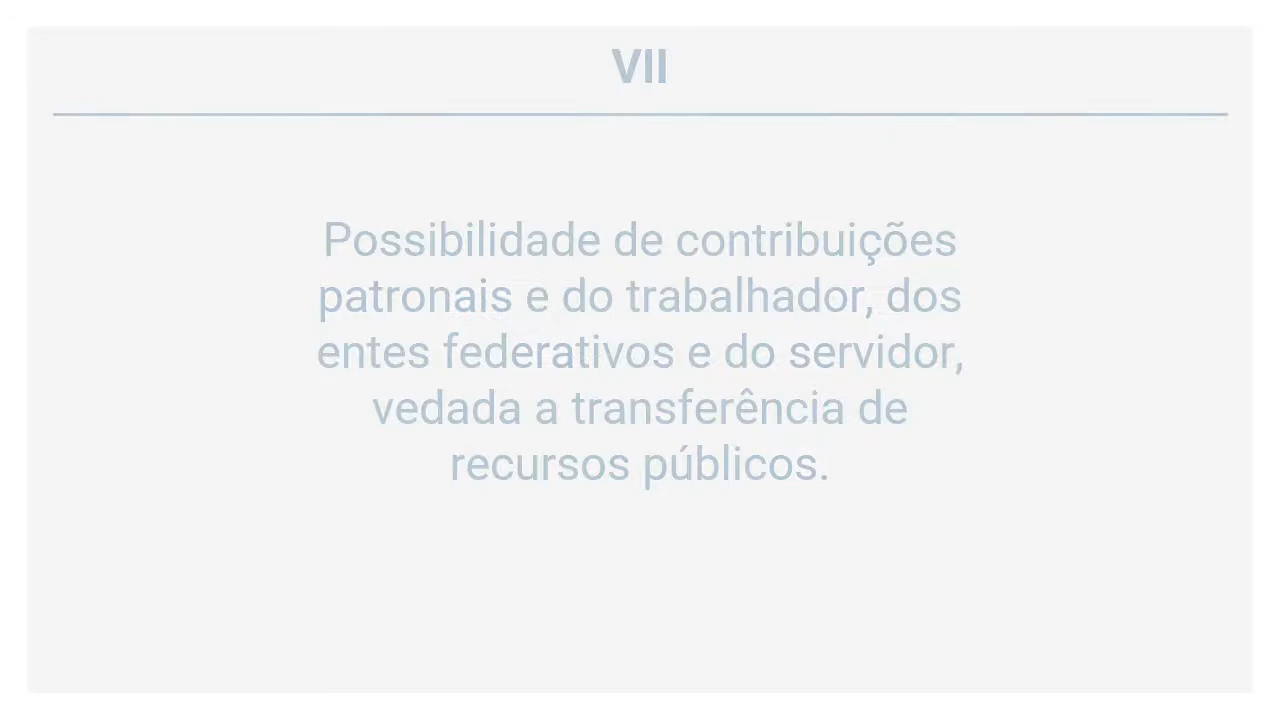 VII
Possibilidade de contribuições
patronais e do trabalhador, dos
entes federativos e do servidor,
vedada a transferência de
recursos públicos.